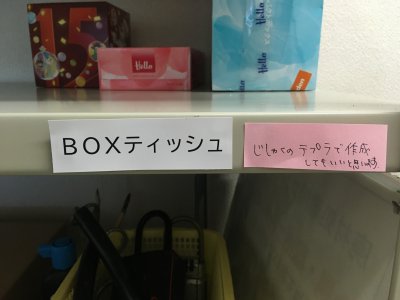 15
Hello
Hello
BOXティッシュ
じしゃくの テプラで 作成
してもいいと思います